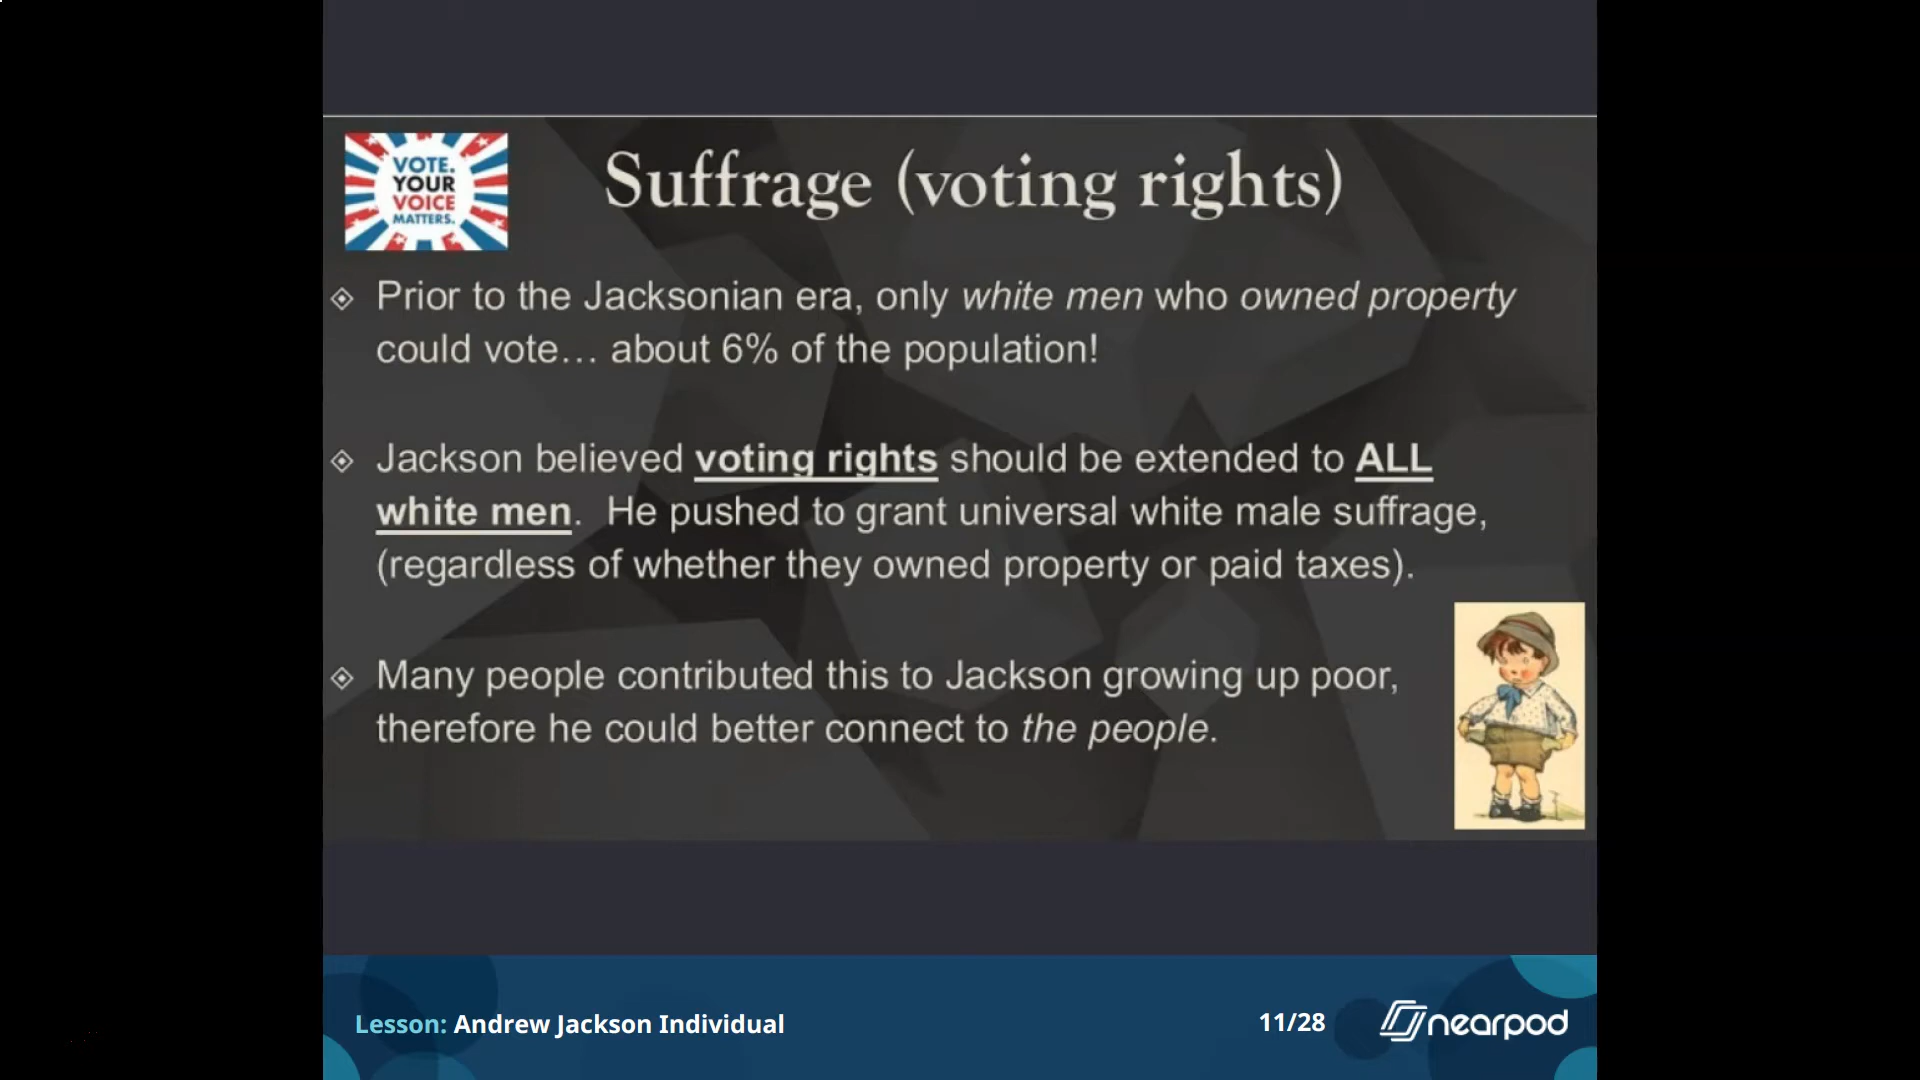 VOTE.
YOUR
VOICE
MATTERS.
Suffrage (voting rights)
Prior to the Jacksonian era, only white men who owned property
could vote… about 6% of the population!
Jackson believed voting rights should be extended to ALL
white men.  He pushed to grant universal white male suffrage,
(regardless of whether they owned property or paid taxes).
Many people contributed this to Jackson growing up poor,
therefore he could better connect to the people.
Lesson: Andrew Jackson Individual
11/28
nearpod